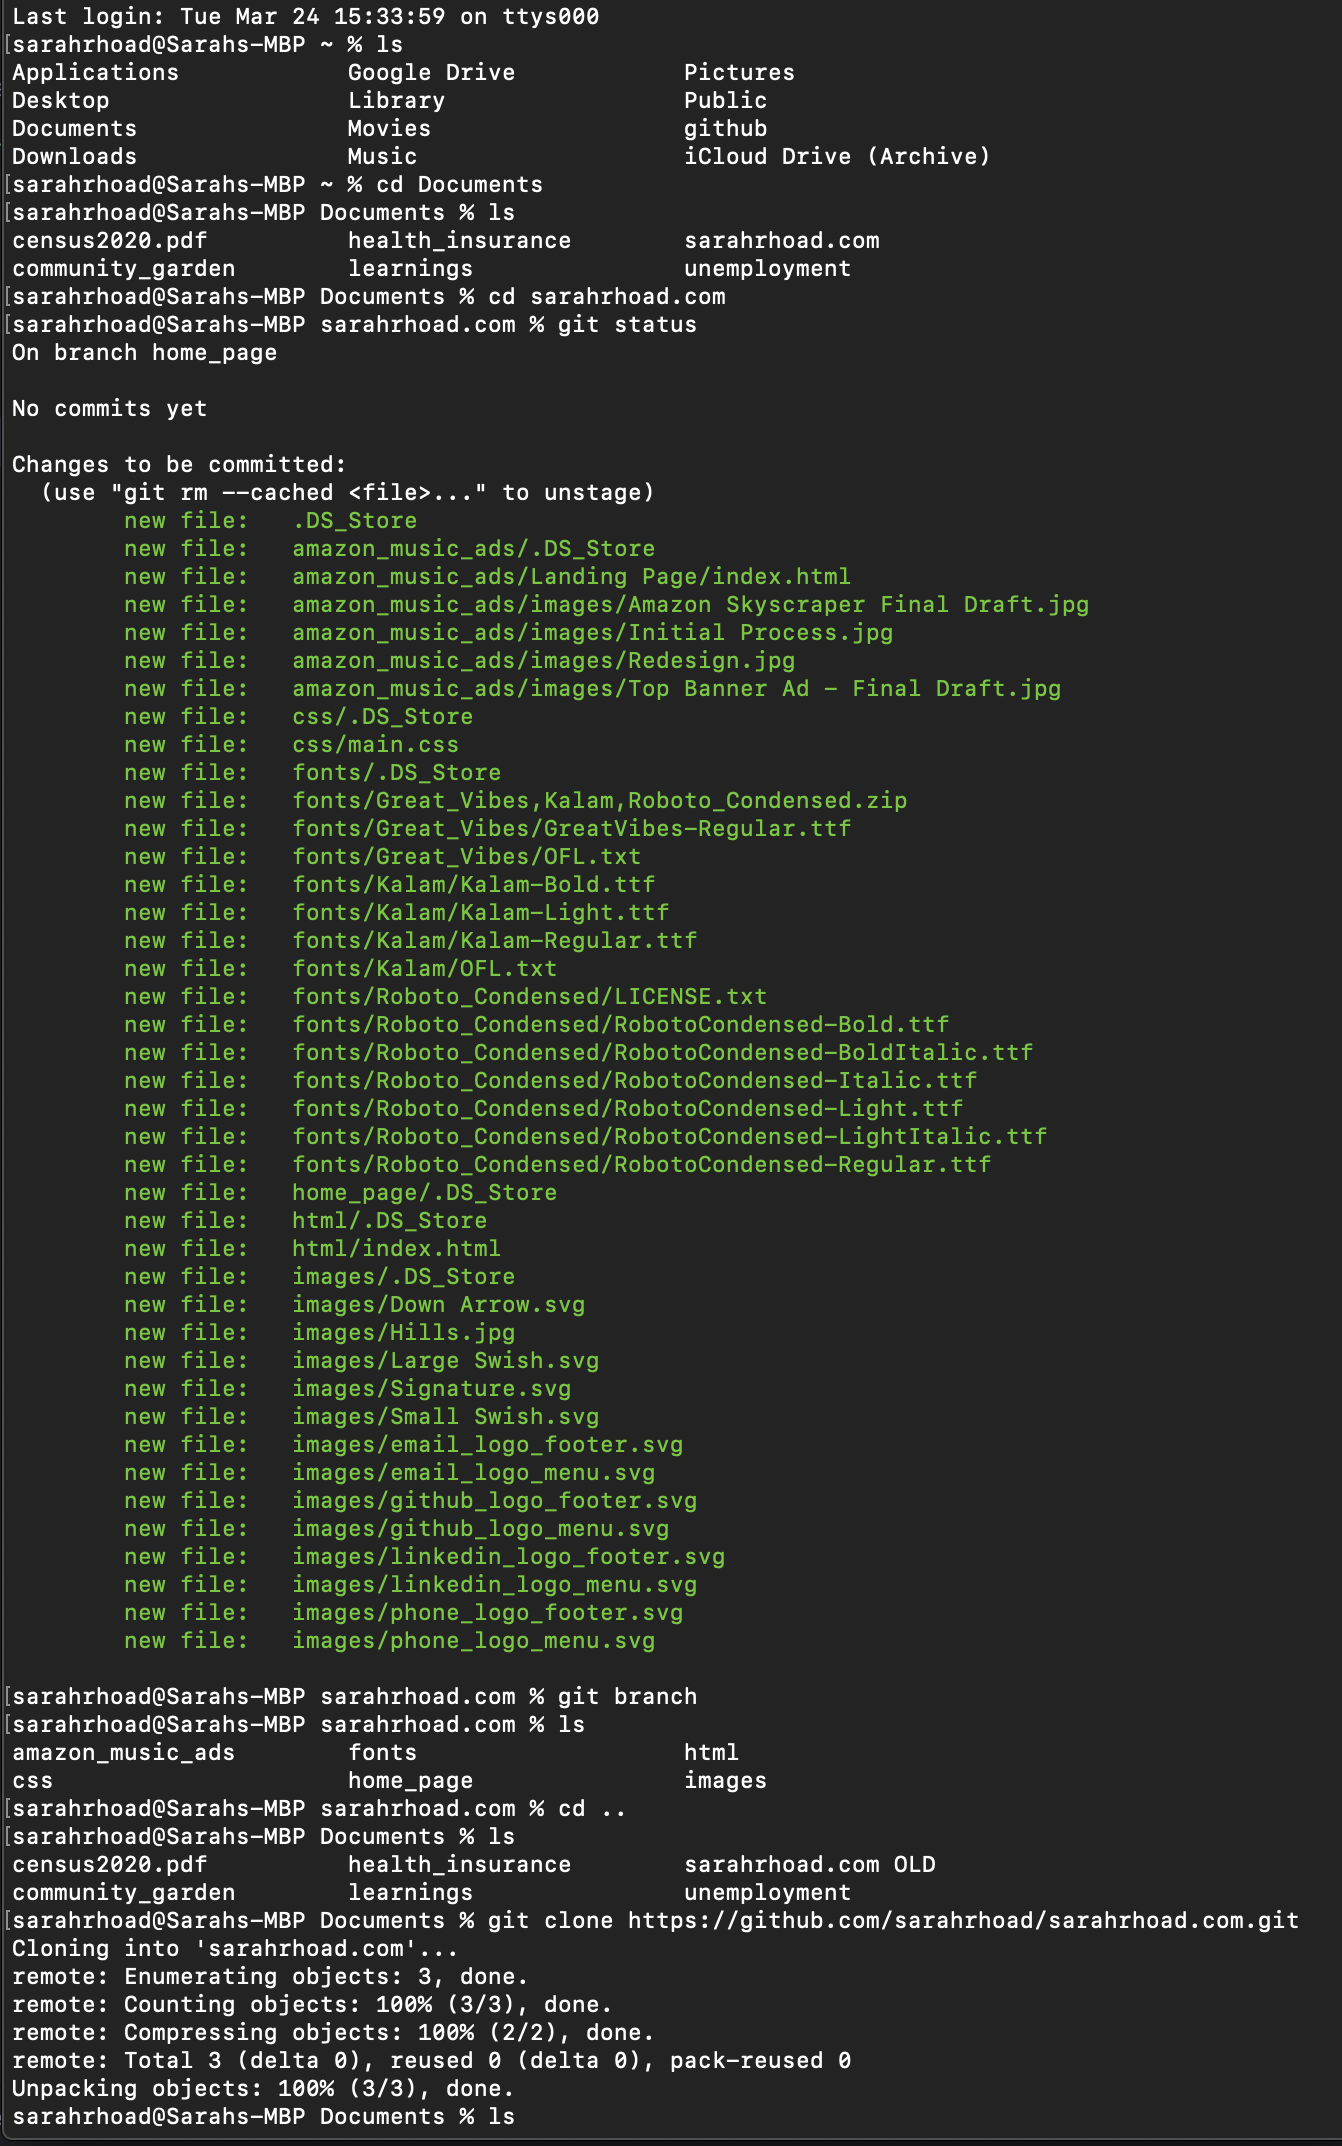 Last login: Tue Mar 24 15:33:59 on ttys000
[sarahrhoad@Sarahs-MBP ~ % ls
Applications            Google Drive            Pictures
Desktop                 Library                 Public
Documents               Movies                  github
Downloads               Music                   iCloud Drive (Archive)
[sarahrhoad@Sarahs-MBP ~ % cd Documents
[sarahrhoad@Sarahs-MBP Documents % ls
census2020.pdf          health_insurance        sarahrhoad.com
community_garden        learnings               unemployment
[sarahrhoad@Sarahs-MBP Documents % cd sarahrhoad.com
[sarahrhoad@Sarahs-MBP sarahrhoad.com % git status
On branch home_page

No commits yet

Changes to be committed:
  (use "git rm --cached <file>..." to unstage)
        new file:   .DS_Store
        new file:   amazon_music_ads/.DS_Store
        new file:   amazon_music_ads/Landing Page/index.html
        new file:   amazon_music_ads/images/Amazon Skyscraper Final Draft.jpg
        new file:   amazon_music_ads/images/Initial Process.jpg
        new file:   amazon_music_ads/images/Redesign.jpg
        new file:   amazon_music_ads/images/Top Banner Ad - Final Draft.jpg
        new file:   css/.DS_Store
        new file:   css/main.css
        new file:   fonts/.DS_Store
        new file:   fonts/Great_Vibes,Kalam,Roboto_Condensed.zip
        new file:   fonts/Great_Vibes/GreatVibes-Regular.ttf
        new file:   fonts/Great_Vibes/OFL.txt
        new file:   fonts/Kalam/Kalam-Bold.ttf
        new file:   fonts/Kalam/Kalam-Light.ttf
        new file:   fonts/Kalam/Kalam-Regular.ttf
        new file:   fonts/Kalam/OFL.txt
        new file:   fonts/Roboto_Condensed/LICENSE.txt
        new file:   fonts/Roboto_Condensed/RobotoCondensed-Bold.ttf
        new file:   fonts/Roboto_Condensed/RobotoCondensed-BoldItalic.ttf
        new file:   fonts/Roboto_Condensed/RobotoCondensed-Italic.ttf
        new file:   fonts/Roboto_Condensed/RobotoCondensed-Light.ttf
        new file:   fonts/Roboto_Condensed/RobotoCondensed-LightItalic.ttf
        new file:   fonts/Roboto_Condensed/RobotoCondensed-Regular.ttf
        new file:   home_page/.DS_Store
        new file:   html/.DS_Store
        new file:   html/index.html
        new file:   images/.DS_Store
        new file:   images/Down Arrow.svg
        new file:   images/Hills.jpg
        new file:   images/Large Swish.svg
        new file:   images/Signature.svg
        new file:   images/Small Swish.svg
        new file:   images/email_logo_footer.svg
        new file:   images/email_logo_menu.svg
        new file:   images/github_logo_footer.svg
        new file:   images/github_logo_menu.svg
        new file:   images/linkedin_logo_footer.svg
        new file:   images/linkedin_logo_menu.svg
        new file:   images/phone_logo_footer.svg
        new file:   images/phone_logo_menu.svg

[sarahrhoad@Sarahs-MBP sarahrhoad.com % git branch
[sarahrhoad@Sarahs-MBP sarahrhoad.com % ls
amazon_music_ads        fonts                   html
css                     home_page               images
[sarahrhoad@Sarahs-MBP sarahrhoad.com % cd ..
[sarahrhoad@Sarahs-MBP Documents % ls
census2020.pdf          health_insurance        sarahrhoad.com OLD
community_garden        learnings               unemployment
[sarahrhoad@Sarahs-MBP Documents % git clone https://github.com/sarahrhoad/sarahrhoad.com.git
Cloning into 'sarahrhoad.com'...
remote: Enumerating objects: 3, done.
remote: Counting objects: 100% (3/3), done.
remote: Compressing objects: 100% (2/2), done.
remote: Total 3 (delta 0), reused 0 (delta 0), pack-reused 0
Unpacking objects: 100% (3/3), done.
sarahrhoad@Sarahs-MBP Documents % ls